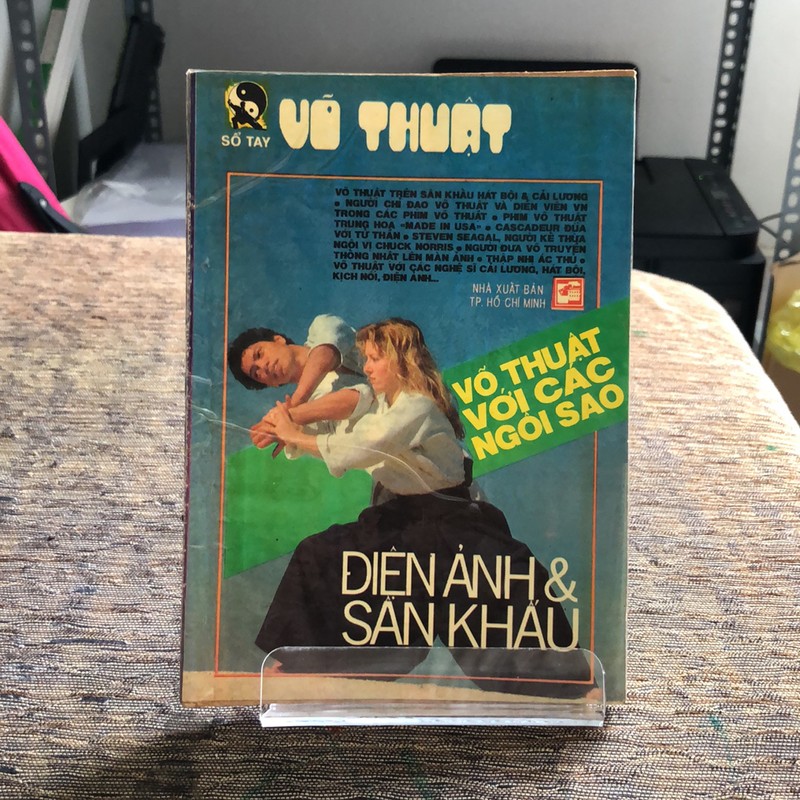 SỔ TAY VÕ THUẬT
VÕ THUẬT TRÊN SÂN KHẤU HÁT BỘI & CẢI LƯƠNG
• NGƯỜI CHỈ ĐẠO VÕ THUẬT VÀ DIỄN VIÊN VN
TRONG CÁC PHIM VÕ THUẬT • PHIM VÕ THUẬT
TRUNG HOA "MADE IN USA" • CASCADEUR ĐÙA
VỚI TỬ THẦN • STEVEN SEAGAL, NGƯỜI KẾ THỪA
NGÔI VỊ CHUCK NORRIS • NGƯỜI ĐƯA VÕ TRUYỀN
THỐNG NHẤT LÊN MÀN ẢNH • THẬP NHỊ ÁC THÚ •
VÕ THUẬT VỚI CÁC NGHỆ SĨ CẢI LƯƠNG, HÁT BỘI,
KỊCH NÓI, ĐIỆN ẢNH...
NHÀ XUẤT BẢN
TP. HỒ CHÍ MINH
VÕ THUẬT
VỚI CÁC
NGÔI SAO
ĐIỆN ẢNH &
SÂN KHẤU